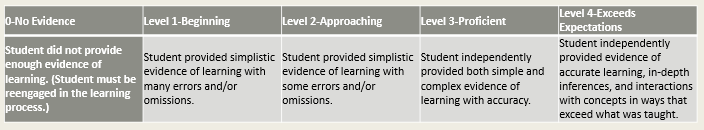 0-No Evidence
Level 1-Beginning
Level 2-Approaching
Level 3-Proficient
Level 4-Exceeds
Expectations
Student did not provide
enough evidence of
learning. (Student must be
reengaged in the learning
process.)
Student provided simplistic
evidence of learning with
many errors and/or
omissions.
Student provided simplistic
evidence of learning with
some errors and/or
omissions.
Student independently
provided both simple and
complex evidence of
learning with accuracy.
Student independently
provided evidence of
accurate learning, in-depth
inferences, and interactions
with concepts in ways that
exceed what was taught.